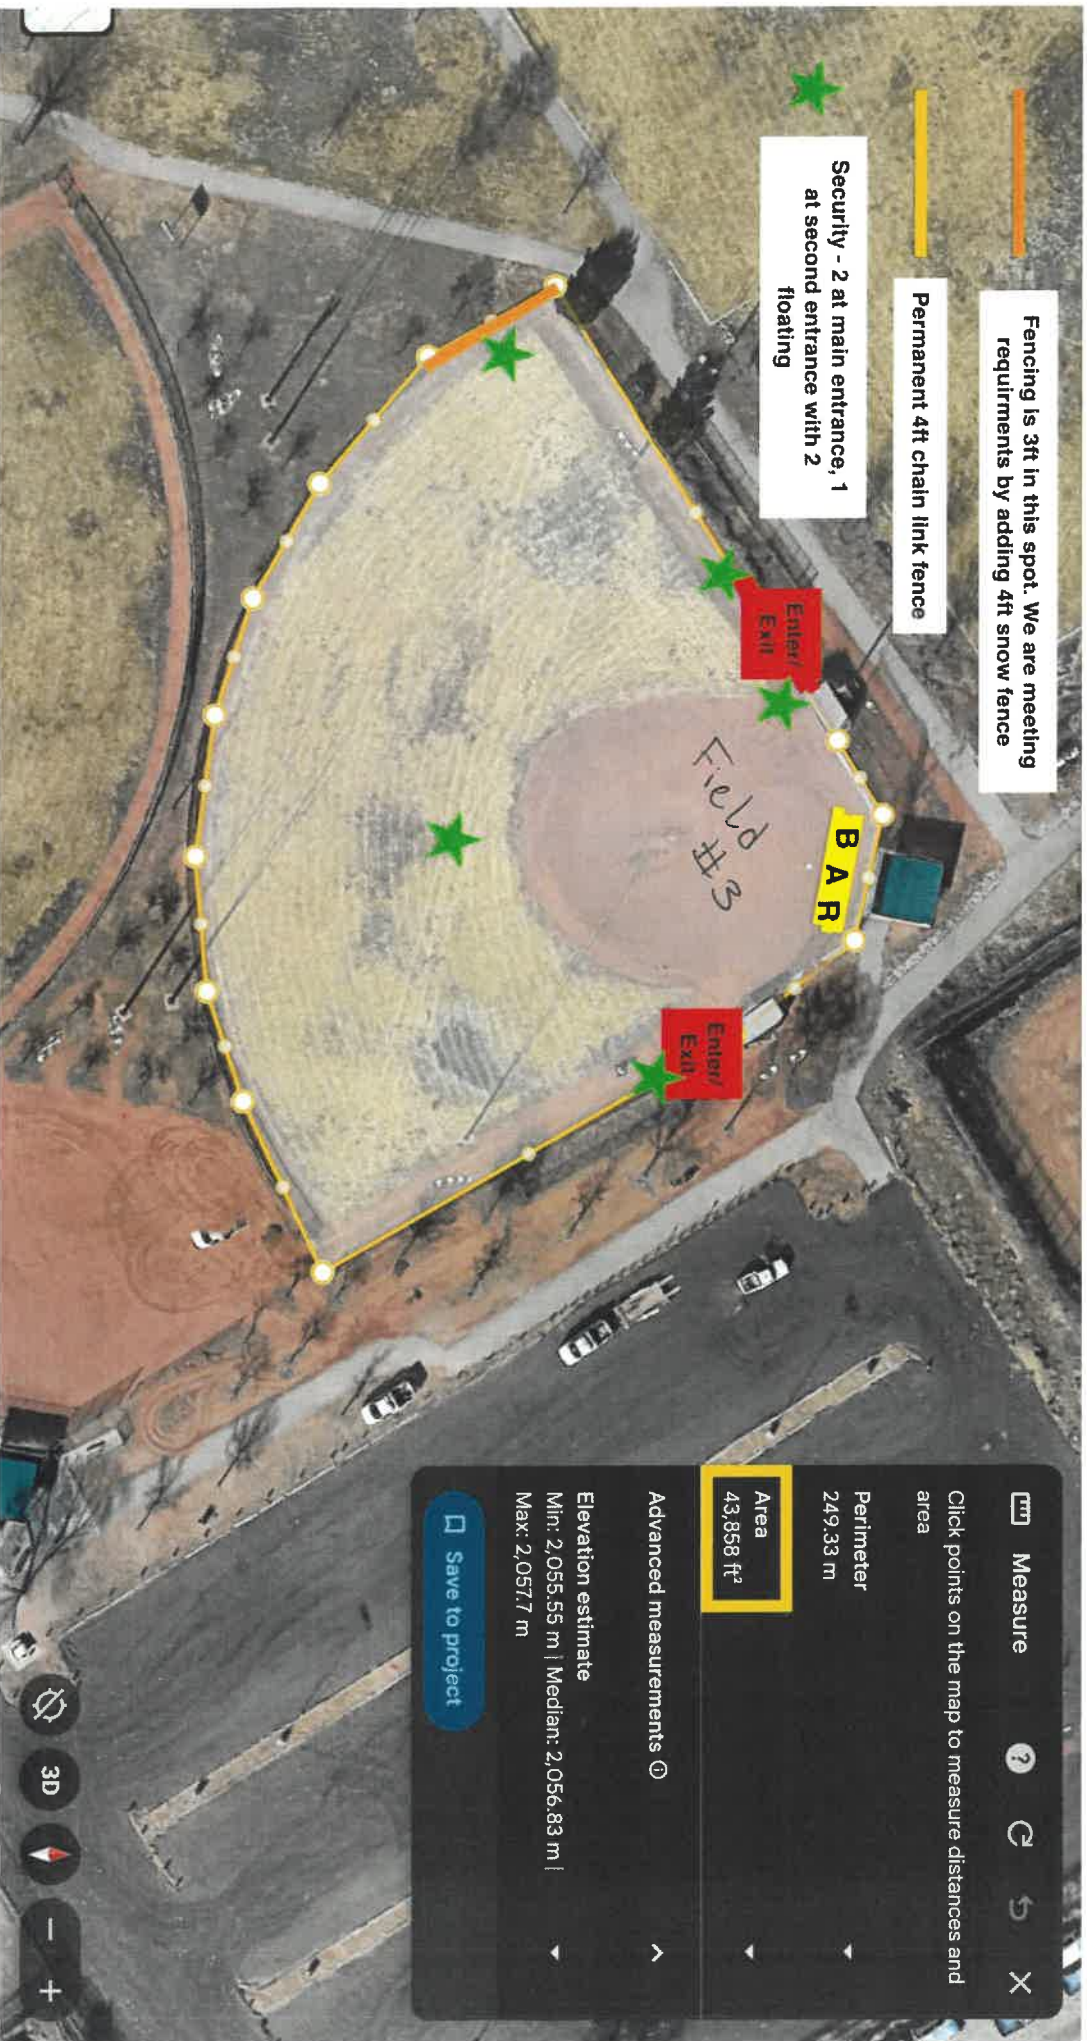 Fencing is 3ft in this spot. We are meeting
requirments by adding 4ft snow fence
Permanent 4ft chain link fence
Security - 2 at main entrance, 1
at second entrance with 2
floating
Enter/
Exit
BAR
Field
#3
Enter/
Exit
Measure
Click points on the map to measure distances and
area
Perimeter
249.33 m
Area
43,858 ft²
Advanced measurements
Elevation estimate
Min: 2,055.55 m | Median: 2,056.83 m |
Max: 2,057.7 m
Save to project
3D